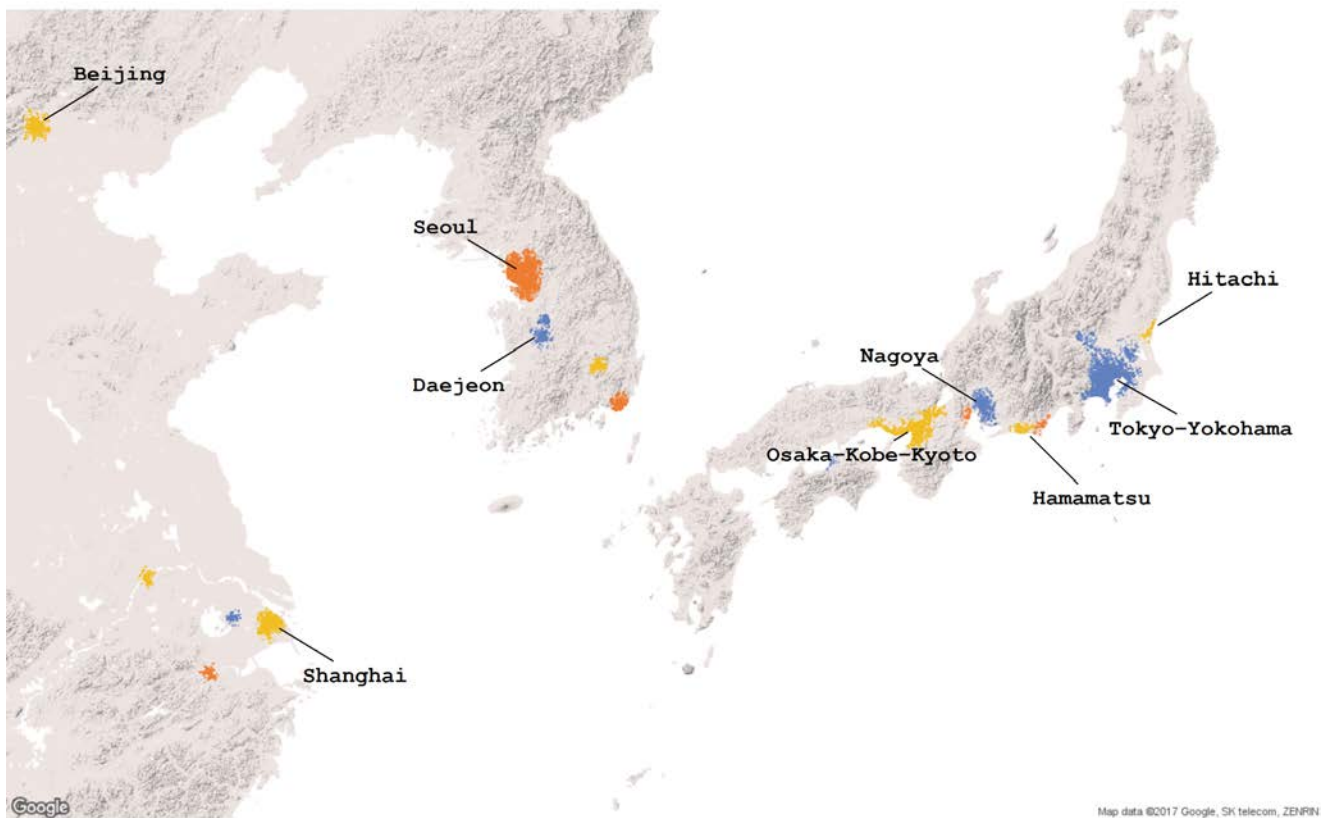 Beijing
Seoul
Hitachi
Nagoya
Daejeon
Tokyo-Yokohama
Osaka-Kobe-Kyoto
Hamamatsu
Shanghai
Google
Map data ©2017 Google, SK telecom, ZENRIN